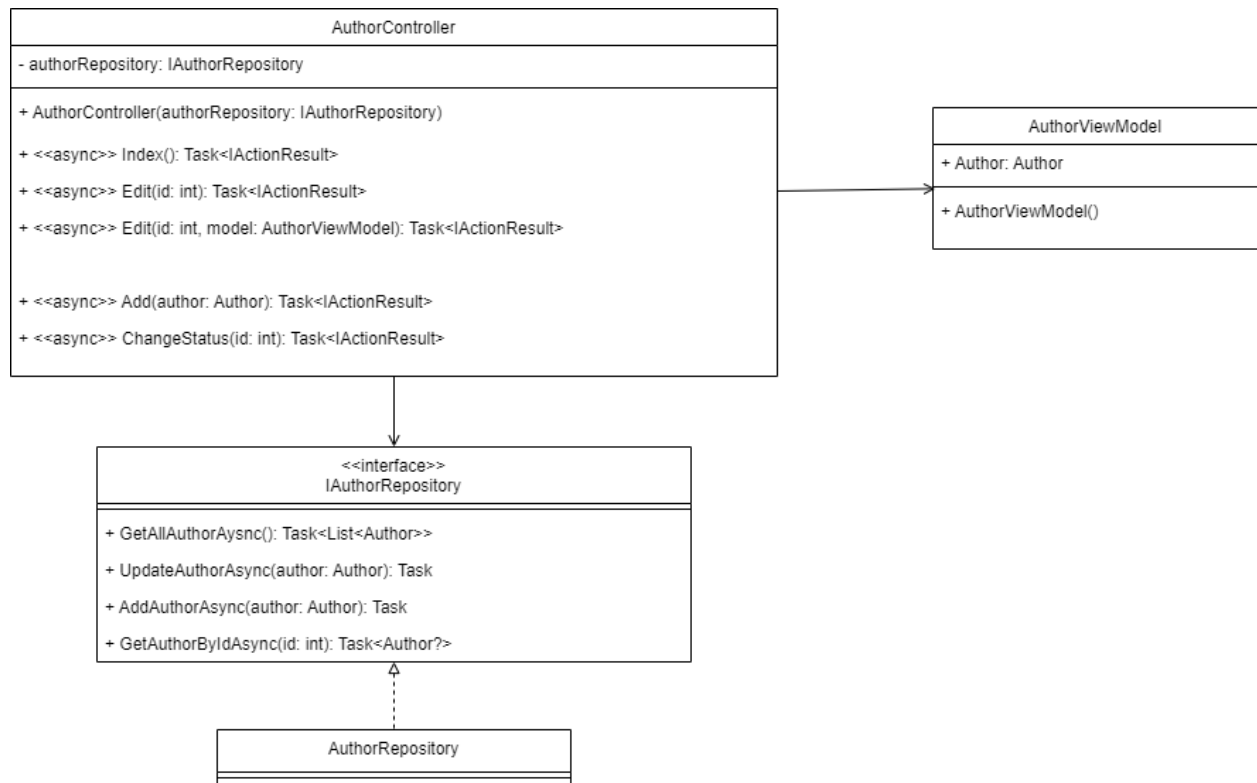 AuthorController
- authorRepository: IAuthorRepository
+ AuthorController(authorRepository: IAuthorRepository)
+ <<async>> Index(): Task<IActionResult>
+ <<async>> Edit(id: int): Task<IActionResult>
+ <<async>> Edit(id: int, model: AuthorViewModel): Task<IActionResult>
+ <<async>> Add(author: Author): Task<IActionResult>
+ <<async>> ChangeStatus(id: int): Task<IActionResult>
AuthorViewModel
+ Author: Author
+ AuthorViewModel()
<<interface>>
IAuthorRepository
+ GetAllAuthorAysnc(): Task<List<Author>>
+ UpdateAuthorAsync(author: Author): Task
+ AddAuthorAsync(author: Author): Task
+ GetAuthorByIdAsync(id: int): Task<Author?>
AuthorRepository